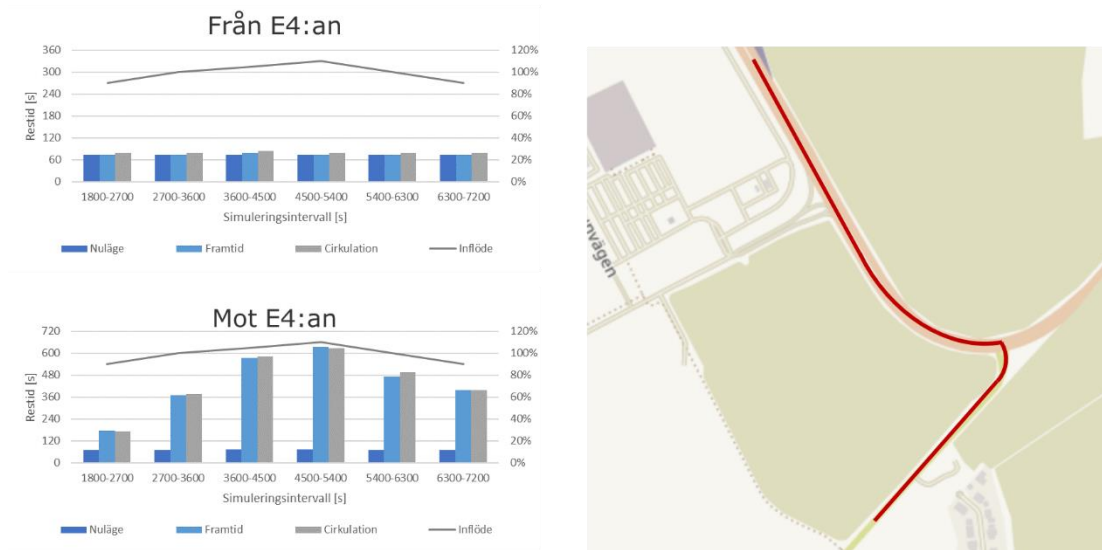 Från E4:an
360
300
240
180
120
60
0
120%
100%
80%
60%
40%
20%
0%
Restid [s]
1800-2700 2700-3600 3600-4500 4500-5400 5400-6300 6300-7200
Simuleringsintervall [s]
Nuläge Framtid Cirkulation Inflöde
Mot E4:an
720
600
480
360
240
120
0
120%
100%
80%
60%
40%
20%
0%
Restid [s]
1800-2700 2700-3600 3600-4500 4500-5400 5400-6300 6300-7200
Simuleringsintervall [s]
Nuläge Framtid Cirkulation Inflöde